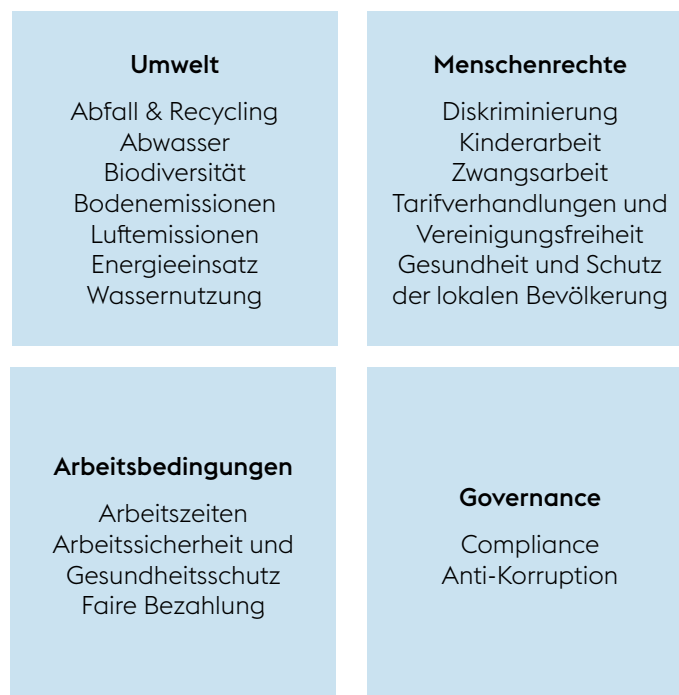 Umwelt
Abfall & Recycling
Abwasser
Biodiversität
Bodenemissionen
Luftemissionen
Energieeinsatz
Wassernutzung
Menschenrechte
Diskriminierung
Kinderarbeit
Zwangsarbeit
Tarifverhandlungen und
Vereinigungsfreiheit
Gesundheit und Schutz
der lokalen Bevölkerung
Arbeitsbedingungen
Arbeitszeiten
Arbeitssicherheit und
Gesundheitsschutz
Faire Bezahlung
Governance
Compliance
Anti-Korruption